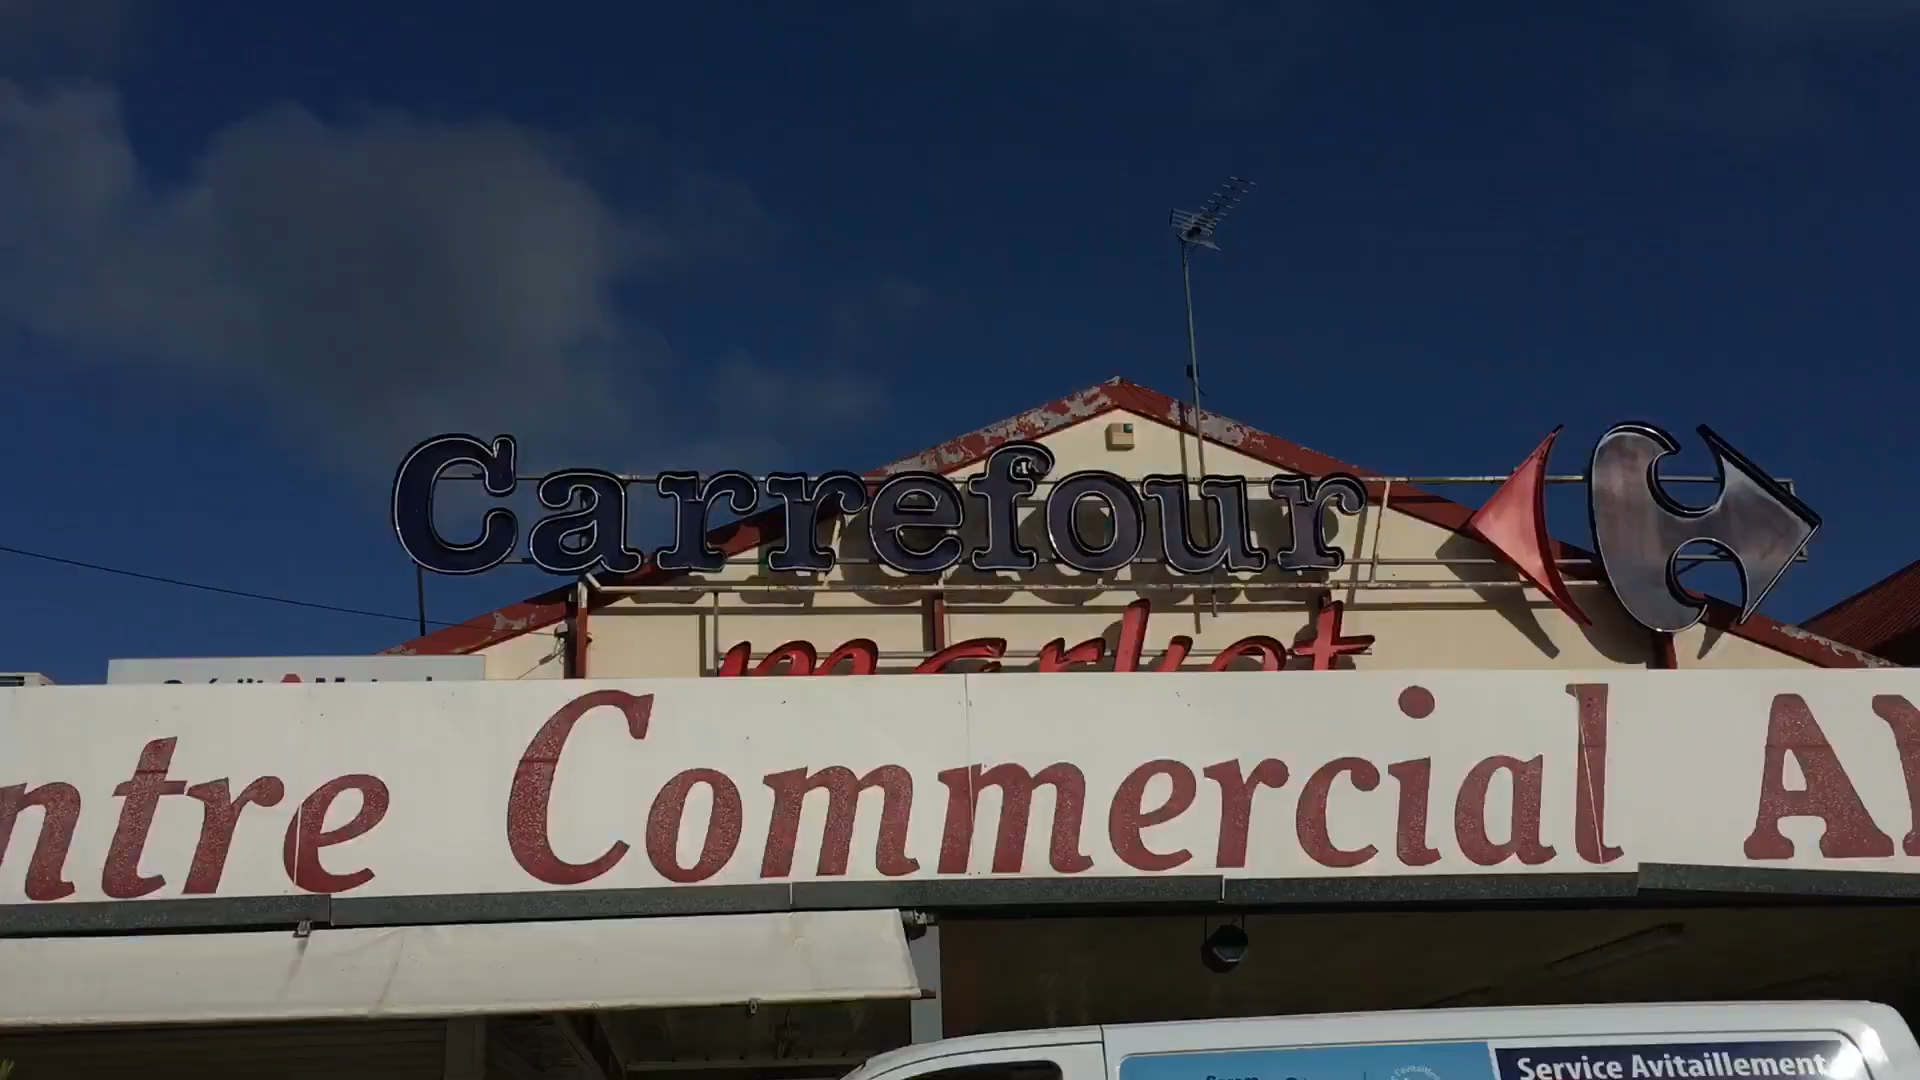 Carrefour
market
ntre Commercial A
Service Avitaillement